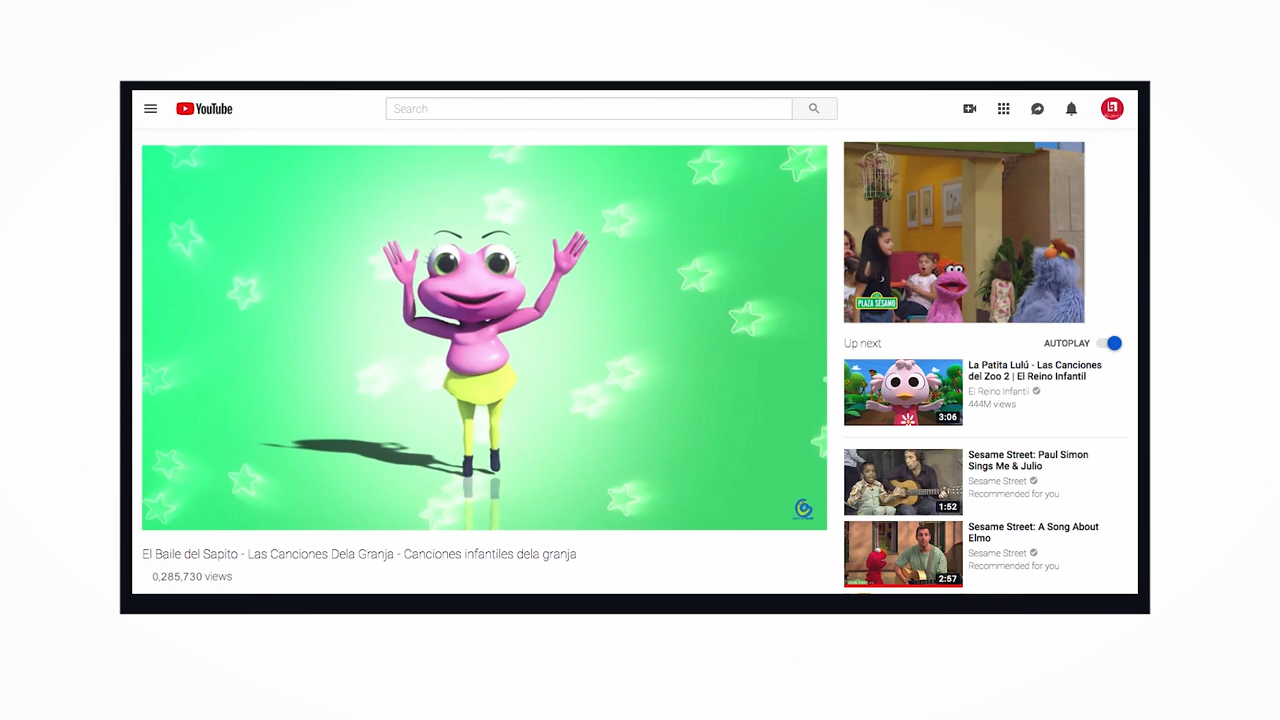 YouTube
Search
PLAZA SÉSAMO
Up next
AUTOPLAY
La Patita Lulú - Las Canciones
del Zoo 2 | El Reino Infantil
El Reino Infantil
444M views
3:06
Sesame Street: Paul Simon
Sings Me & Julio
Sesame Street
Recommended for you
1:52
Sesame Street: A Song About
Elmo
Sesame Street
Recommended for you
2:57
El Baile del Sapito - Las Canciones Dela Granja - Canciones infantiles dela granja
0,285,730 views